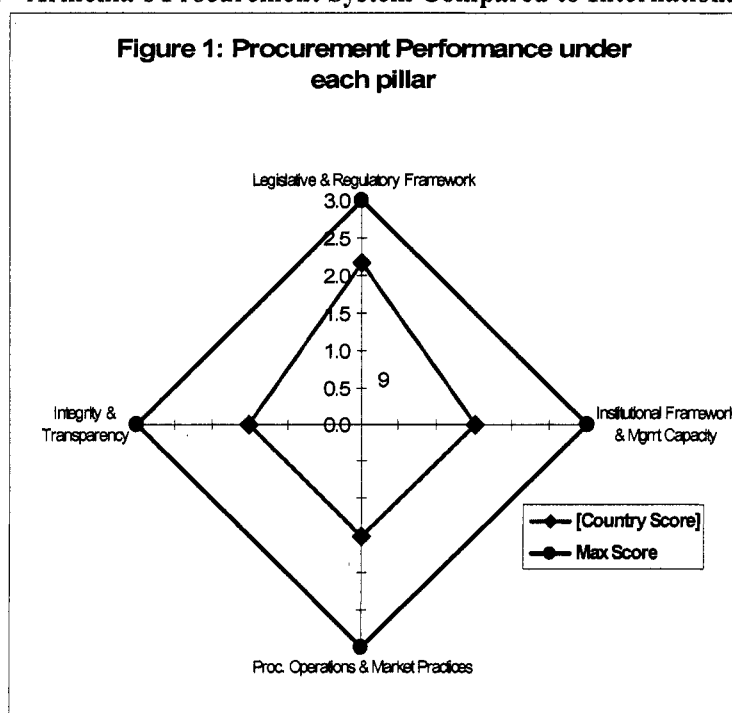 Armenia's Procurement System Compared to
Figure 1: Procurement Performance under
each pillar
Legislative & Regulatory Framework
3.0
2.5
2.0
1.5
1.0
0.5
0.0
9
Integrity &
Transparency
Institutional Framework
& Mgmt Capacity
[Country Score]
Max Score
Proc. Operations & Market Practices